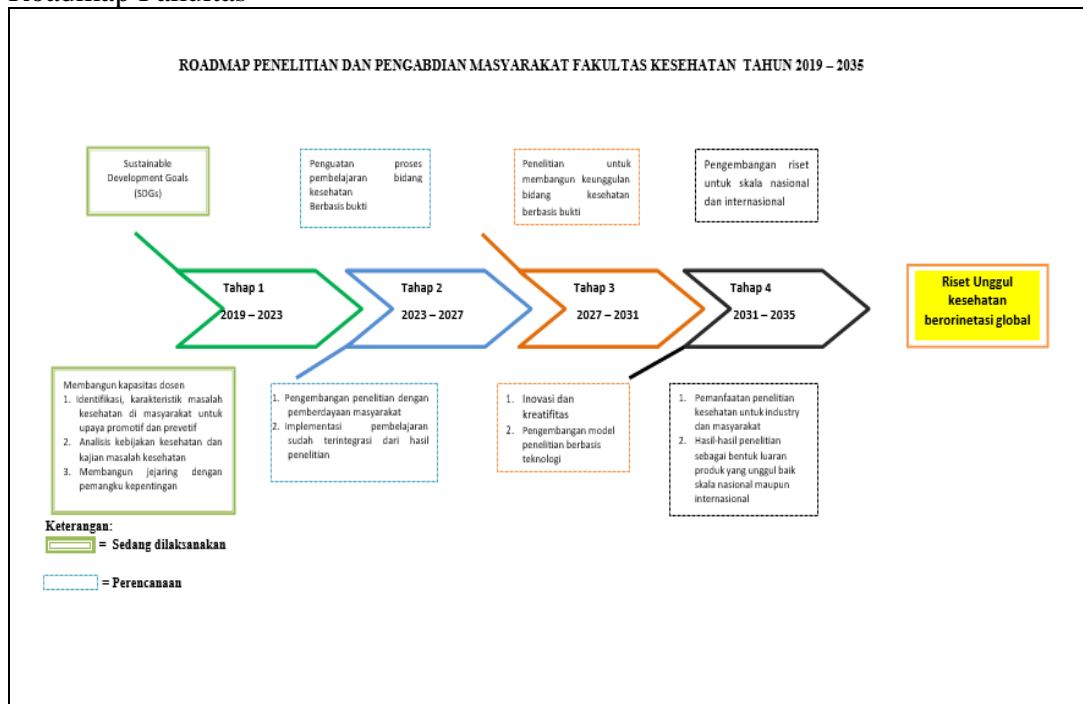 Roadmap Fakultas
ROADMAP PENELITIAN DAN PENGABDIAN MASYARAKAT FAKULTAS KESEHATAN TAHUN 2019 – 2035
Sustainable
Development Goals
(SDGs)
Penguatan proses
pembelajaran bidang
kesehatan
Berbasis bukti
Penelitian untuk
membangun keunggulan
bidang kesehatan
berbasis bukti
Pengembangan riset
untuk skala nasional
dan internasional
Tahap 1
2019 – 2023
Tahap 2
2023 – 2027
Tahap 3
2027 – 2031
Tahap 4
2031 – 2035
Riset Unggul
kesehatan
berorinetasi global
Membangun kapasitas dosen
1. Identifikasi, karakteristik masalah
kesehatan di masyarakat untuk
upaya promotif dan prevetif
2. Analisis kebijakan kesehatan dan
kajian masalah kesehatan
3. Membangun jejaring dengan
pemangku kepentingan
1. Pengembangan penelitian dengan
pemberdayaan masyarakat
2. Implementasi pembelajaran
sudah terintegrasi dari hasil
penelitian
1. Inovasi dan
kreatifitas
2. Pengembangan model
penelitian berbasis
teknologi
1. Pemanfaatan penelitian
kesehatan untuk industry
dan masyarakat
2. Hasil-hasil penelitian
sebagai bentuk luaran
produk yang unggul baik
skala nasional maupun
internasional
Keterangan:
= Sedang dilaksanakan
= Perencanaan